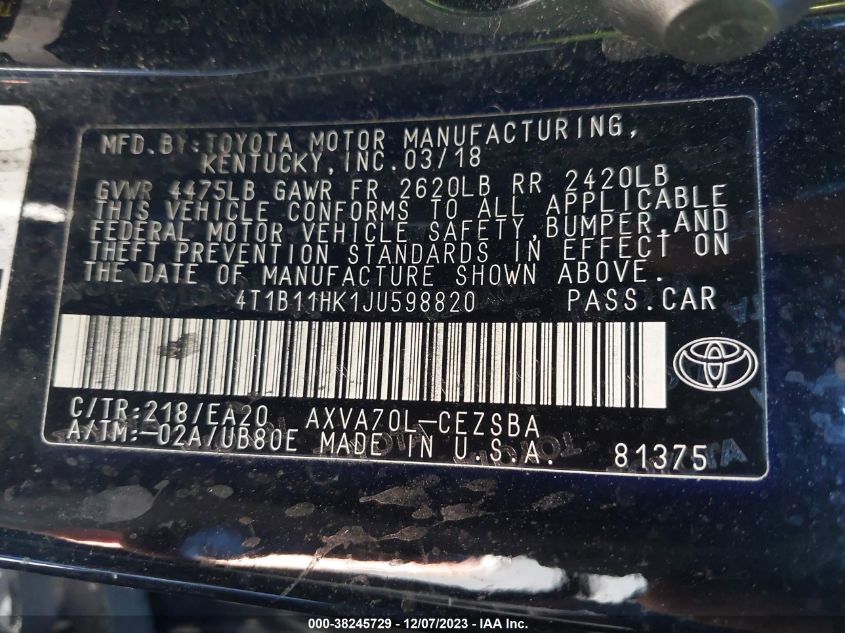 MFD.BY:TOYOTA MOTOR MANUFACTURING,
KENTUCKY,INC.03/18
GVWR 4475LB GAWR FR 2620LB RR 2420LB
THIS VEHICLE CONFORMS TO ALL APPLICABLE
FEDERAL MOTOR VEHICLE SAFETY,BUMPER,AND
THEFT PREVENTION STANDARDS IN EFFECT ON
THE DATE OF MANUFACTURE SHOWN ABOVE.
4T1B11HK1JU598820 PASS.CAR
C/TR:218/EA20 AXVA70L-CEZSBA
A/TM:-02A/UB80E MADE IN U.S.A. 81375
000-38245729 - 12/07/2023 - IAAI.com